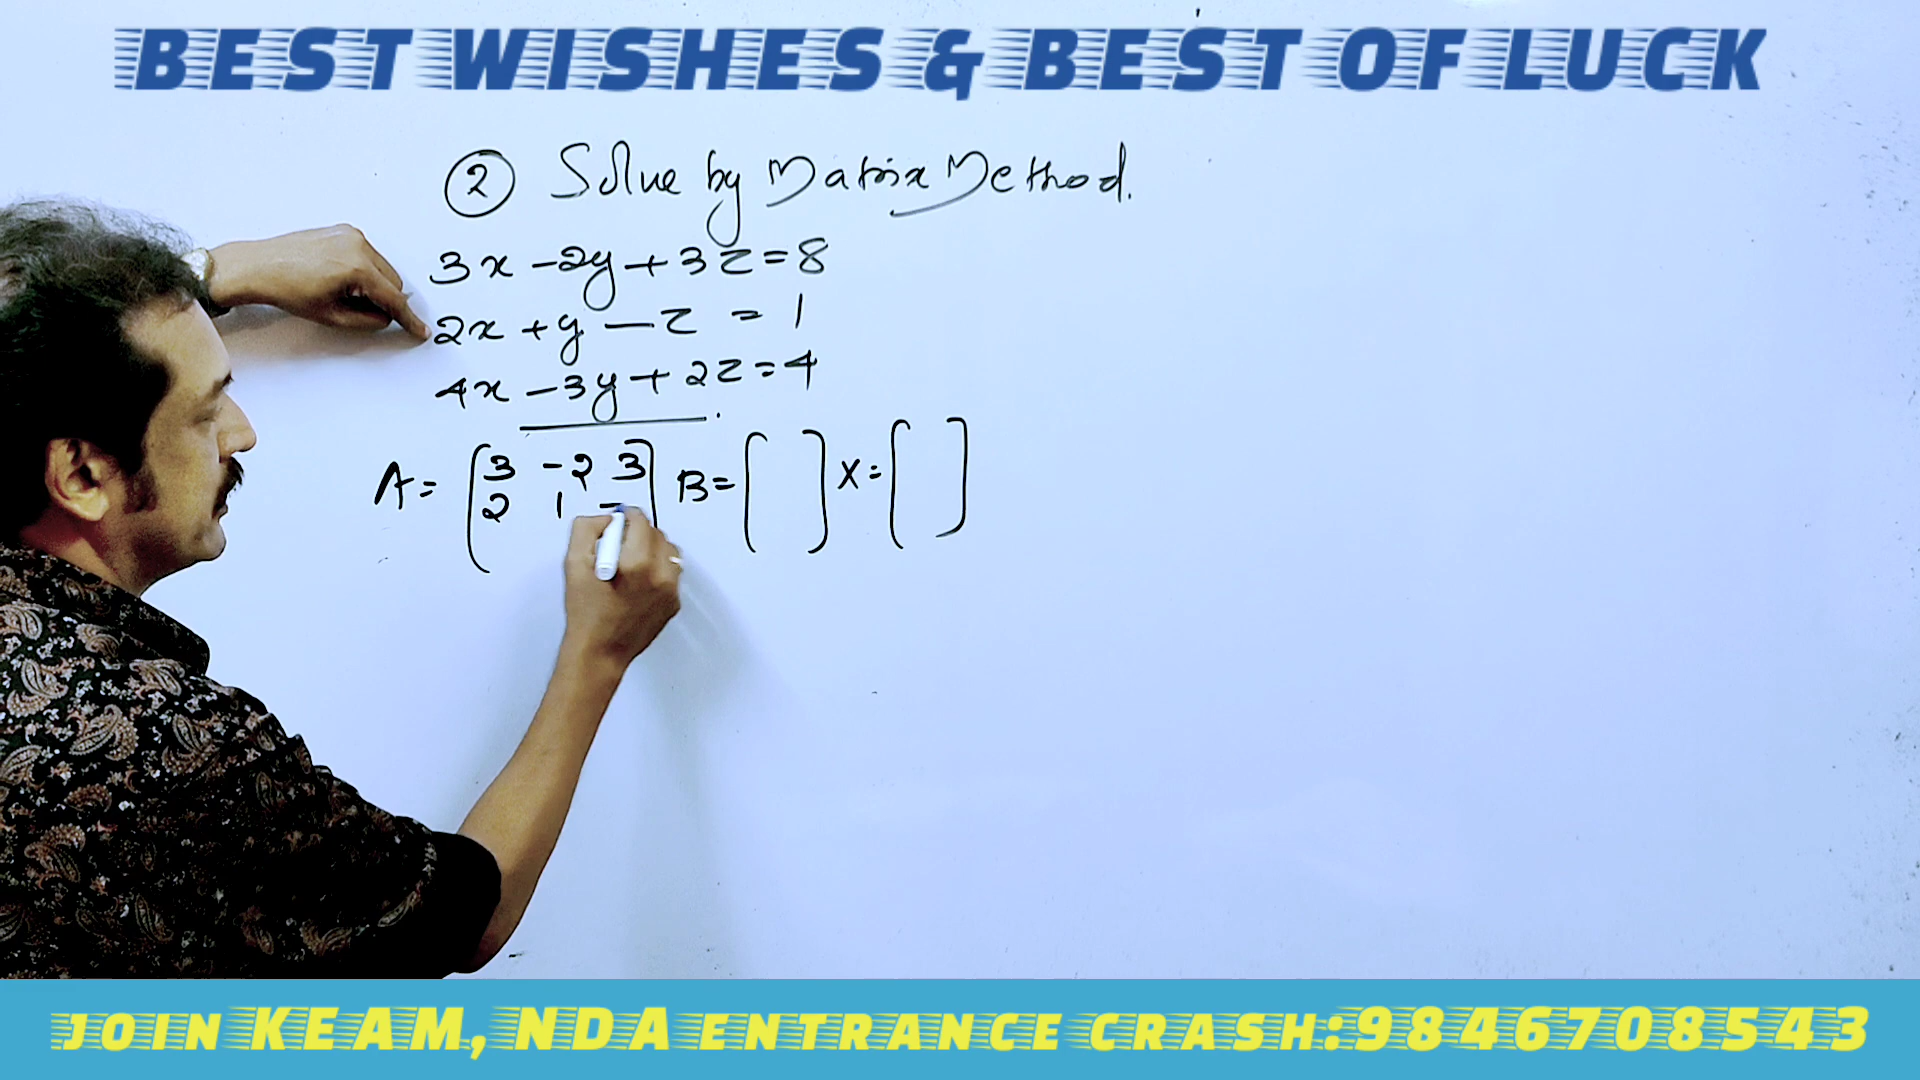 BEST WISHES & BEST OF LUCK
② Solve by Matrix Method.
3x - 2y + 3z = 8
2x + y - z = 1
4x - 3y + 2z = 4
A = [3 -2 3] B = [ ] X = [ ]
2 1 -
JOIN KEAM, NDA ENTRANCE CRASH:9846708543